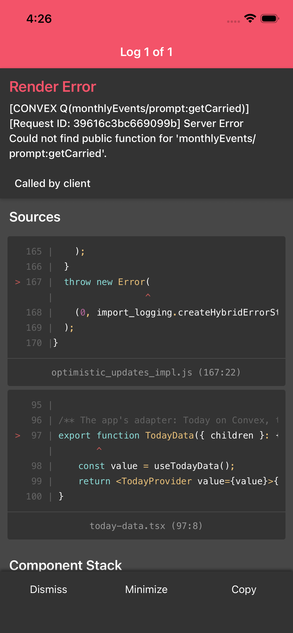 4:26
Log 1 of 1
Render Error
[CONVEX Q(monthlyEvents/prompt:getCarried)]
[Request ID: 39616c3bc669099b] Server Error
Could not find public function for 'monthlyEvents/
prompt:getCarried'.
Called by client
Sources
165 |     );
166 |   }
> 167 |   throw new Error(
|                  ^
168 |     (0, import_logging.createHybridErrorSt
169 |   );
170 |}
optimistic_updates_impl.js (167:22)
95 |
96 | /** The app's adapter: Today on Convex,
> 97 | export function TodayData({ children }: {
|        ^
98 |     const value = useTodayData();
99 |     return <TodayProvider value={value}>{
100 | }
today-data.tsx (97:8)
Component Stack
Dismiss
Minimize
Copy